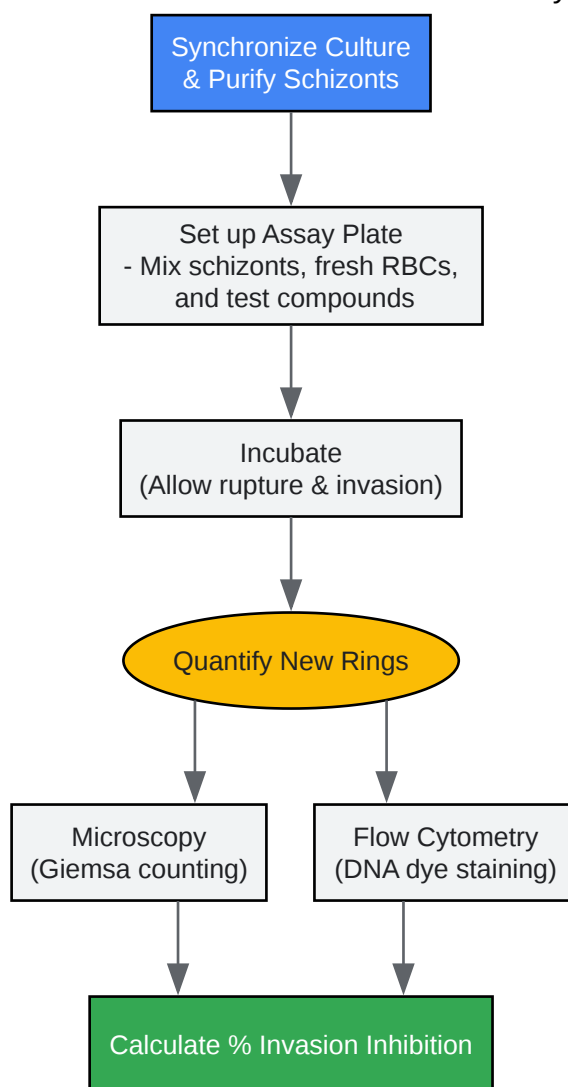 Synchronize Culture
& Purify Schizonts
Set up Assay Plate
- Mix schizonts, fresh RBCs,
and test compounds
Incubate
(Allow rupture & invasion)
Quantify New Rings
Microscopy
(Giemsa counting)
Flow Cytometry
(DNA dye staining)
Calculate % Invasion Inhibition